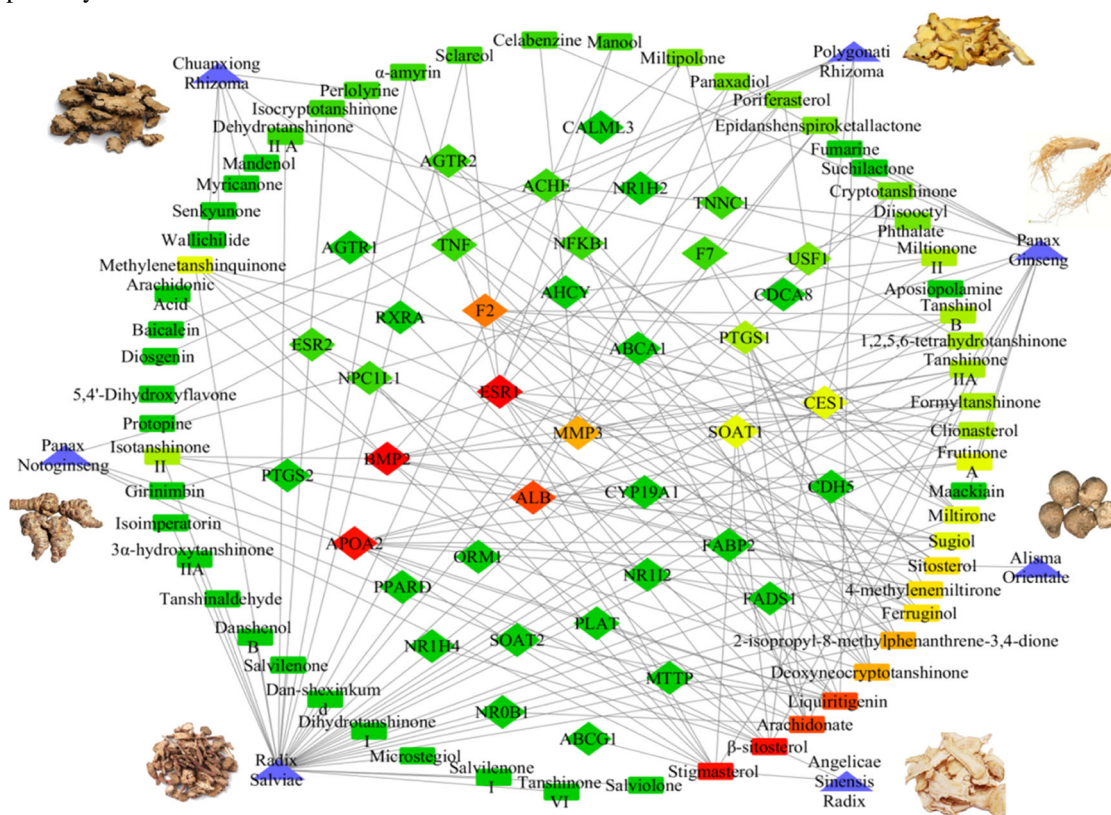 Celabenzine
Manool
Sclareol
Miltipolone
α-amyrin
Chuanxiong
Rhizoma
Polygonati
Rhizoma
Panaxadiol
Perlolyrine
Poriferasterol
Isocryptotanshinone
Dehydrotanshinone
II A
CALML3
Epidanshenspiroketallactone
Fumarine
Mandenol
AGTR2
Suchilactone
Myricanone
ACHE
NR1H2
Cryptotanshinone
Senkyunone
TNNC1
Diisooctyl
Phthalate
Wallichilide
AGTR1
TNF
NFKB1
F7
USF1
Miltionone
II
Panax
Ginseng
Methylenetanshinquinone
Arachidonic
Acid
AHCY
CDCA8
Aposiopolamine
Tanshinol
B
RXRA
F2
Baicalein
ESR2
ABCA1
PTGS1
1,2,5,6-tetrahydrotanshinone
Diosgenin
Tanshinone
IIA
NPC1L1
ESR1
5,4'-Dihydroxyflavone
CES1
Formyltanshinone
Protopine
MMP3
SOAT1
Clionasterol
Panax
Notoginseng
Isotanshinone
II
BMP2
Frutinone
A
PTGS2
Girinimbin
ALB
CYP19A1
CDH5
Maackiain
Isoimperatorin
Miltirone
3α-hydroxytanshinone
IIA
APOA2
ORM1
FABP2
Sugiol
Sitosterol
Alisma
Orientale
PPARD
NR1I2
FADS1
4-methylenemiltirone
Tanshinaldehyde
Ferruginol
Danshenol
B
NR1H4
SOAT2
PLAT
2-isopropyl-8-methylphenanthrene-3,4-dione
Salvilenone
MTTP
Deoxyneocryptotanshinone
Dan-shexinkum
d
Liquiritigenin
Dihydrotanshinone
I
NR0B1
Arachidonate
ABCG1
β-sitosterol
Microstegiol
Radix
Salviae
Salvilenone
I
Tanshinone
VI
Salviolone
Stigmasterol
Angelicae
Sinensis
Radix